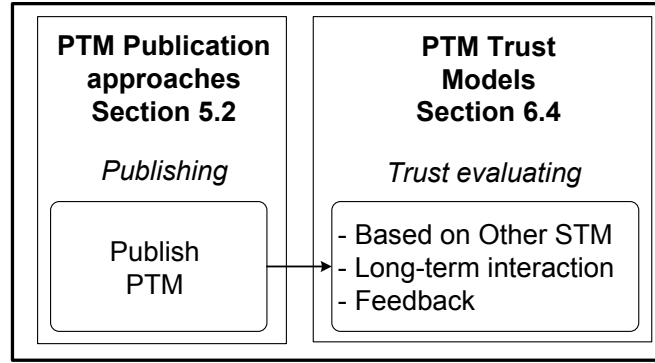 PTM Publication
approaches
Section 5.2
Publishing
Publish
PTM
PTM Trust
Models
Section 6.4
Trust evaluating
- Based on Other STM
- Long-term interaction
- Feedback